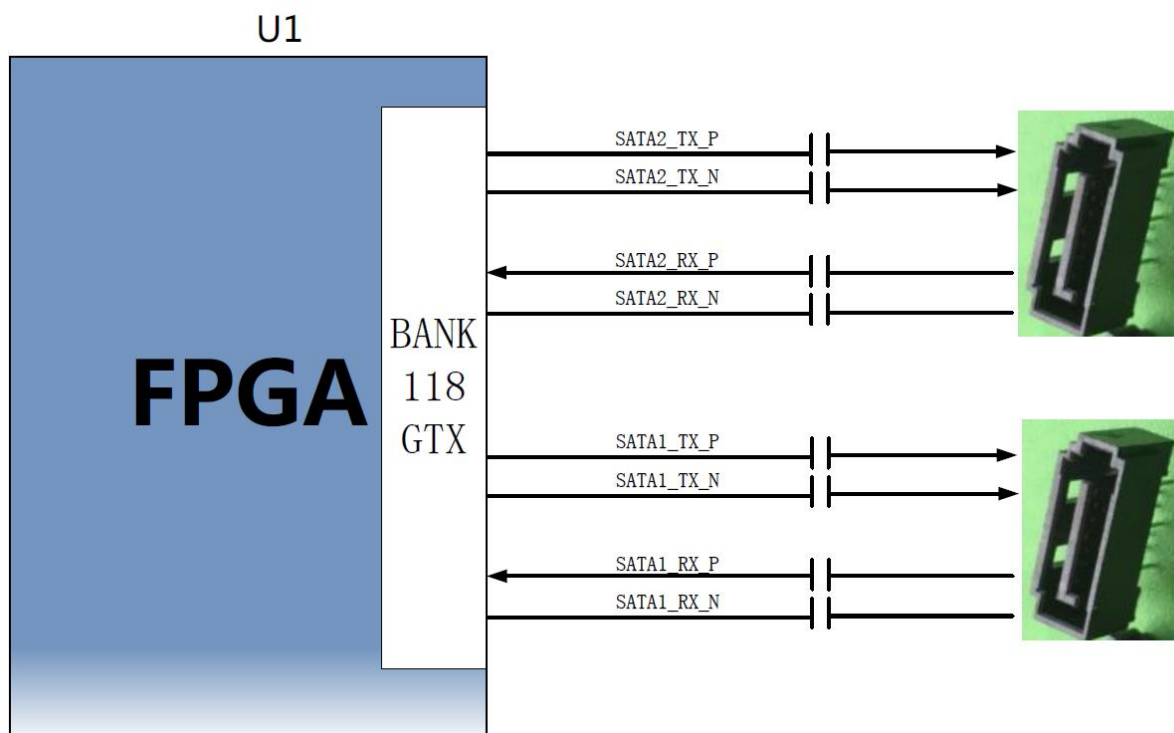 U1
SATA2_TX_P
SATA2_TX_N
SATA2_RX_P
SATA2_RX_N
FPGA
BANK
118
GTX
SATA1_TX_P
SATA1_TX_N
SATA1_RX_P
SATA1_RX_N